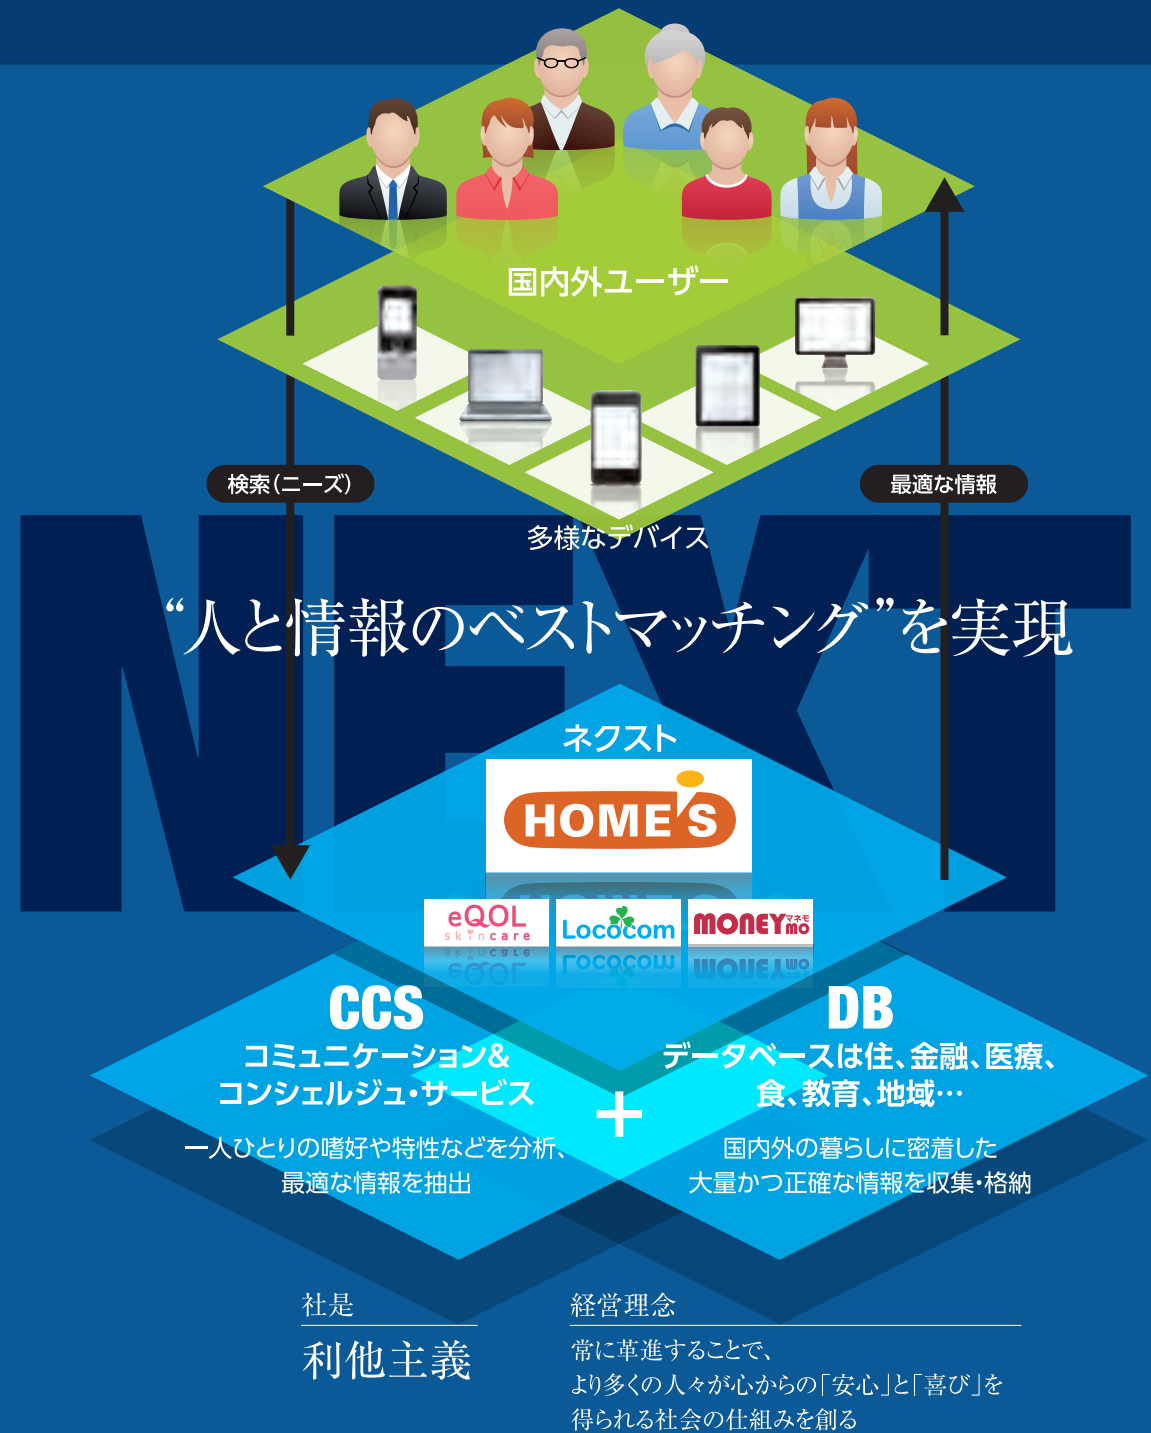 国内外ユーザー
多様なデバイス
検索(ニーズ)
最適な情報
NEXT
“人と情報のベストマッチング”を実現
ネクスト
HOME'S
eQOL
skincare
Lococom
MONEYmo マネモ
CCS
コミュニケーション&
コンシェルジュ・サービス
一人ひとりの嗜好や特性などを分析、
最適な情報を抽出
+
DB
データベースは住、金融、医療、
食、教育、地域…
国内外の暮らしに密着した
大量かつ正確な情報を収集・格納
社是
利他主義
経営理念
常に革進することで、
より多くの人々が心からの「安心」と「喜び」を
得られる社会の仕組みを創る